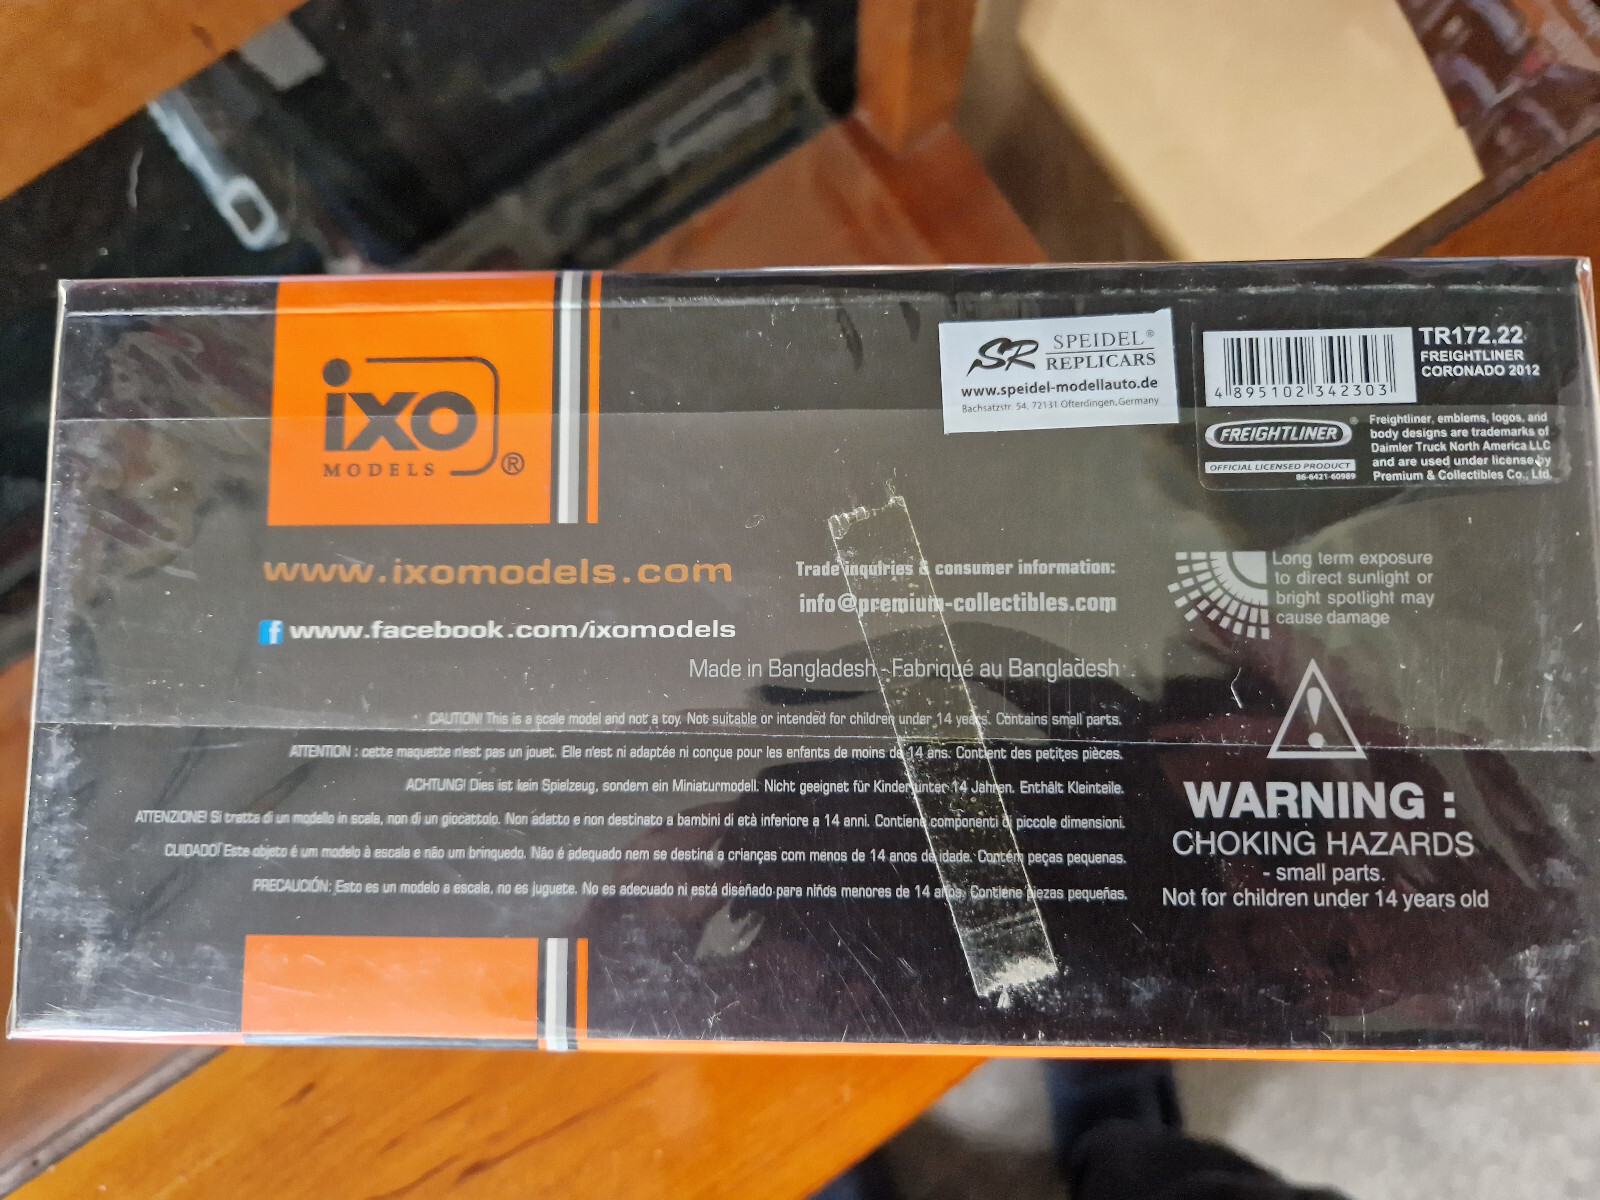 ixo
MODELS ®
www.ixomodels.com
f www.facebook.com/ixomodels
SR SPEIDEL®
REPLICARS
www.speidel-modellauto.de
Bachsatzstr. 54, 72131 Ofterdingen, Germany
TR172.22
FREIGHTLINER
CORONADO 2012
4 895102 342303
FREIGHTLINER®
OFFICIAL LICENSED PRODUCT
86-6421-60989
Freightliner, emblems, logos, and
body designs are trademarks of
Daimler Truck North America LLC
and are used under license by
Premium & Collectibles Co., Ltd.
Trade inquiries & consumer information:
info@premium-collectibles.com
Made in Bangladesh - Fabriqué au Bangladesh
Long term exposure
to direct sunlight or
bright spotlight may
cause damage
CAUTION! This is a scale model and not a toy. Not suitable or intended for children under 14 years. Contains small parts.
ATTENTION : cette maquette n'est pas un jouet. Elle n'est ni adaptée ni conçue pour les enfants de moins de 14 ans. Contient des petites pièces.
ACHTUNG! Dies ist kein Spielzeug, sondern ein Miniaturmodell. Nicht geeignet für Kinder unter 14 Jahren. Enthält Kleinteile.
ATTENZIONE! Si tratta di un modello in scala, non di un giocattolo. Non adatto e non destinato a bambini di età inferiore a 14 anni. Contiene componenti di piccole dimensioni.
CUIDADO! Este objeto é um modelo à escala e não um brinquedo. Não é adequado nem se destina a crianças com menos de 14 anos de idade. Contém peças pequenas.
PRECAUCIÓN: Esto es un modelo a escala, no es juguete. No es adecuado ni está diseñado para niños menores de 14 años. Contiene piezas pequeñas.
!
WARNING :
CHOKING HAZARDS
- small parts.
Not for children under 14 years old